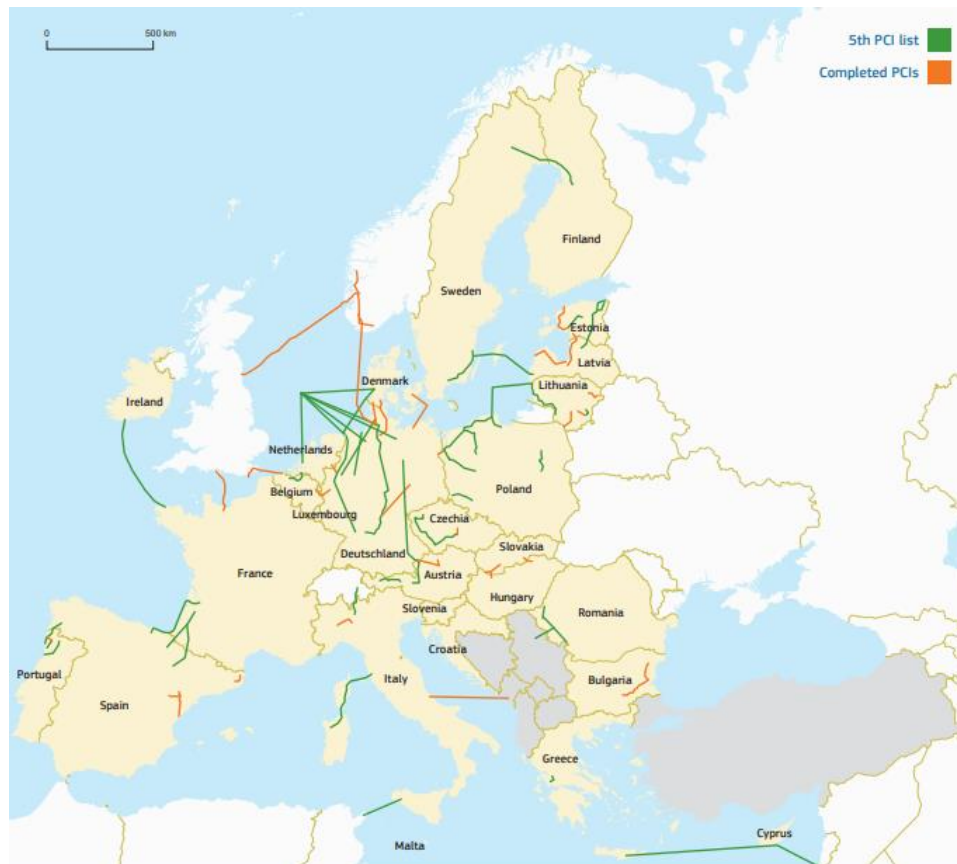 0
500 km
5th PCI list
Completed PCIs
Finland
Sweden
Estonia
Latvia
Denmark
Lithuania
Ireland
Netherlands
Belgium
Poland
Luxembourg
Czechia
Slovakia
Deutschland
Austria
France
Hungary
Slovenia
Romania
Croatia
Portugal
Italy
Bulgaria
Spain
Greece
Cyprus
Malta